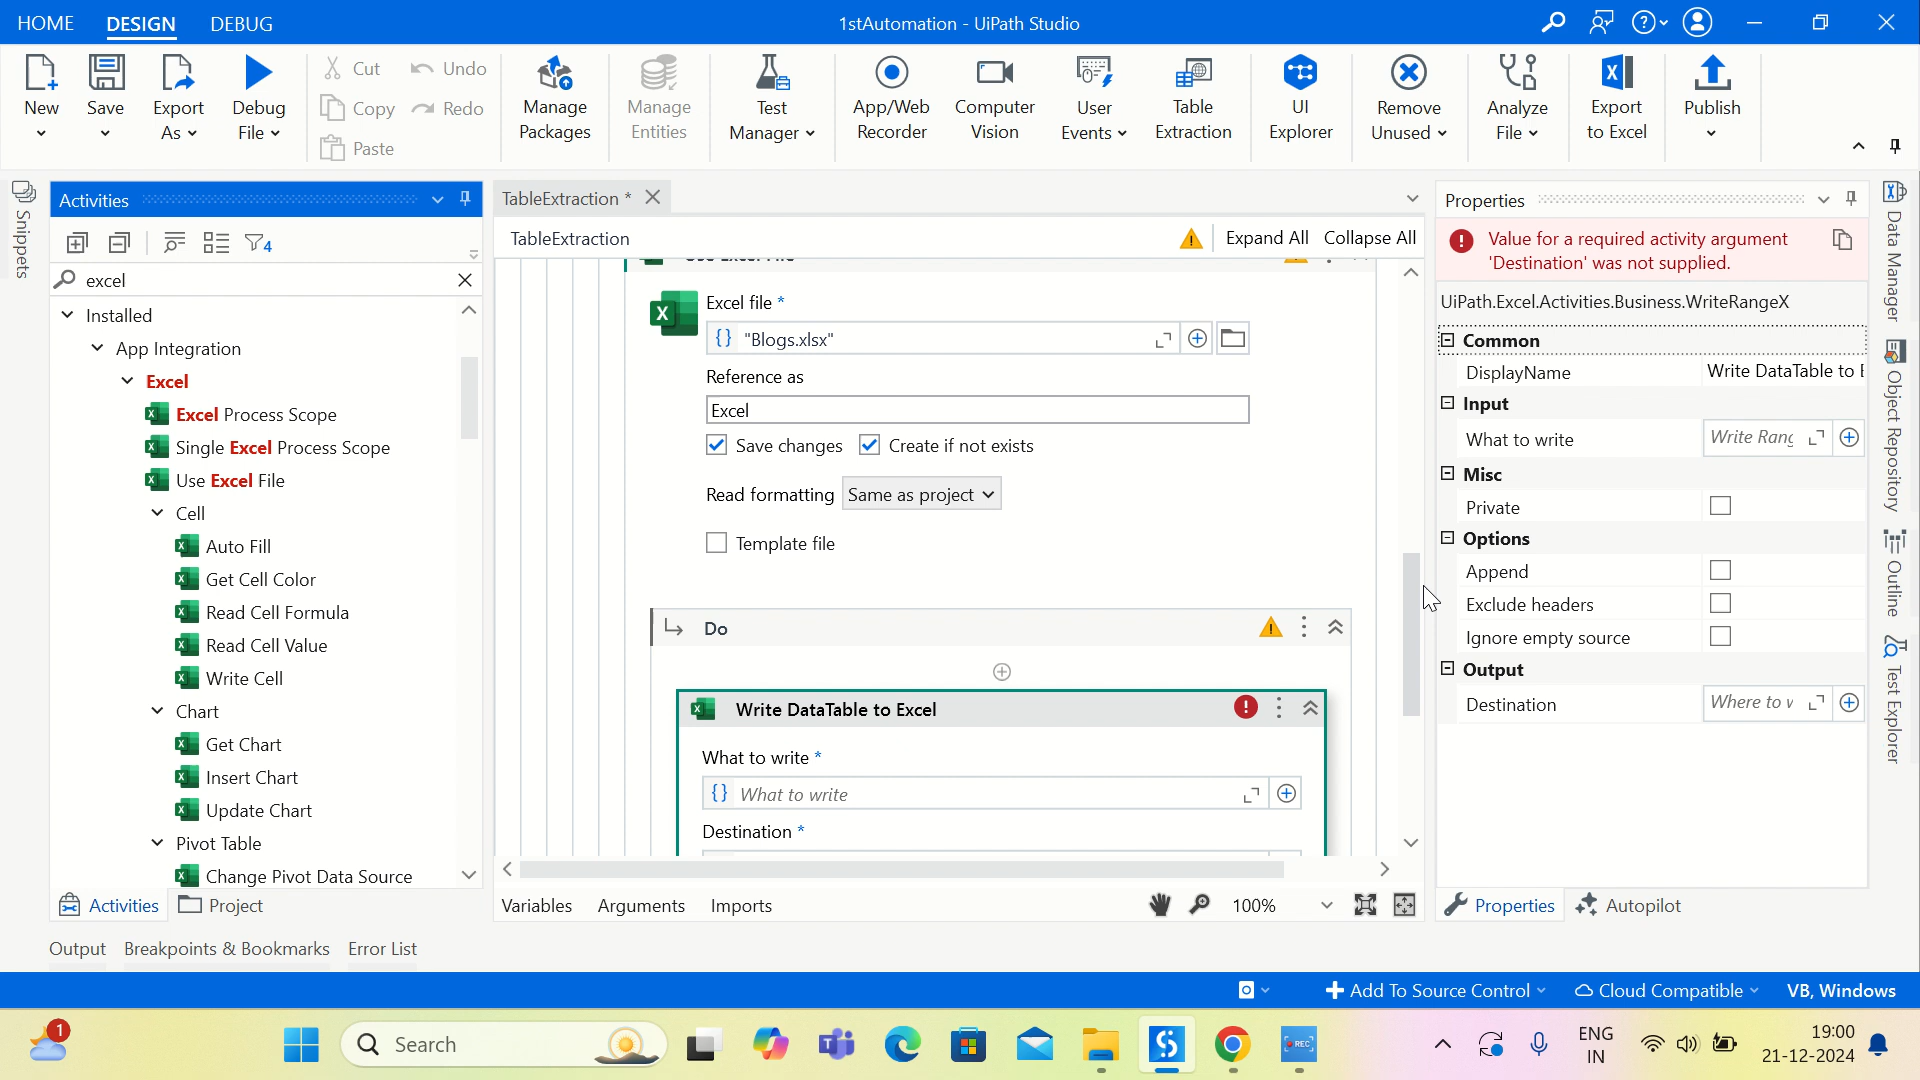 HOME DESIGN DEBUG
1stAutomation - UiPath Studio
New
Save
Export
As
Debug
File
Cut
Copy
Paste
Undo
Redo
Manage
Packages
Manage
Entities
Test
Manager
App/Web
Recorder
Computer
Vision
User
Events
Table
Extraction
UI
Explorer
Remove
Unused
Analyze
File
Export
to Excel
Publish
Snippets
Activities
4
excel
Installed
App Integration
Excel
Excel Process Scope
Single Excel Process Scope
Use Excel File
Cell
Auto Fill
Get Cell Color
Read Cell Formula
Read Cell Value
Write Cell
Chart
Get Chart
Insert Chart
Update Chart
Pivot Table
Change Pivot Data Source
Activities
Project
TableExtraction *
TableExtraction
Expand All Collapse All
Excel file *
{} "Blogs.xlsx"
Reference as
Excel
Save changes
Create if not exists
Read formatting
Same as project
Template file
Do
Write DataTable to Excel
What to write *
{} What to write
Destination *
Variables Arguments Imports
100%
Properties
Value for a required activity argument
'Destination' was not supplied.
UiPath.Excel.Activities.Business.WriteRangeX
Common
DisplayName
Write DataTable to
Input
What to write
Write Rang
Misc
Private
Options
Append
Exclude headers
Ignore empty source
Output
Destination
Where to
Properties
Autopilot
Data Manager
Object Repository
Outline
Test Explorer
Output Breakpoints & Bookmarks Error List
Add To Source Control
Cloud Compatible
VB, Windows
1
Search
REC
ENG
IN
19:00
21-12-2024